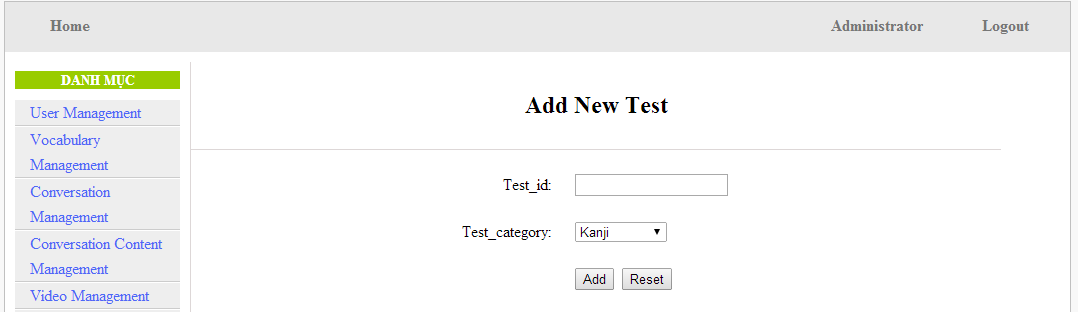 Home Administrator Logout
DANH MỤC
User Management
Vocabulary
Management
Conversation
Management
Conversation Content
Management
Video Management
Add New Test
Test_id:
Test_category: Kanji
Add Reset